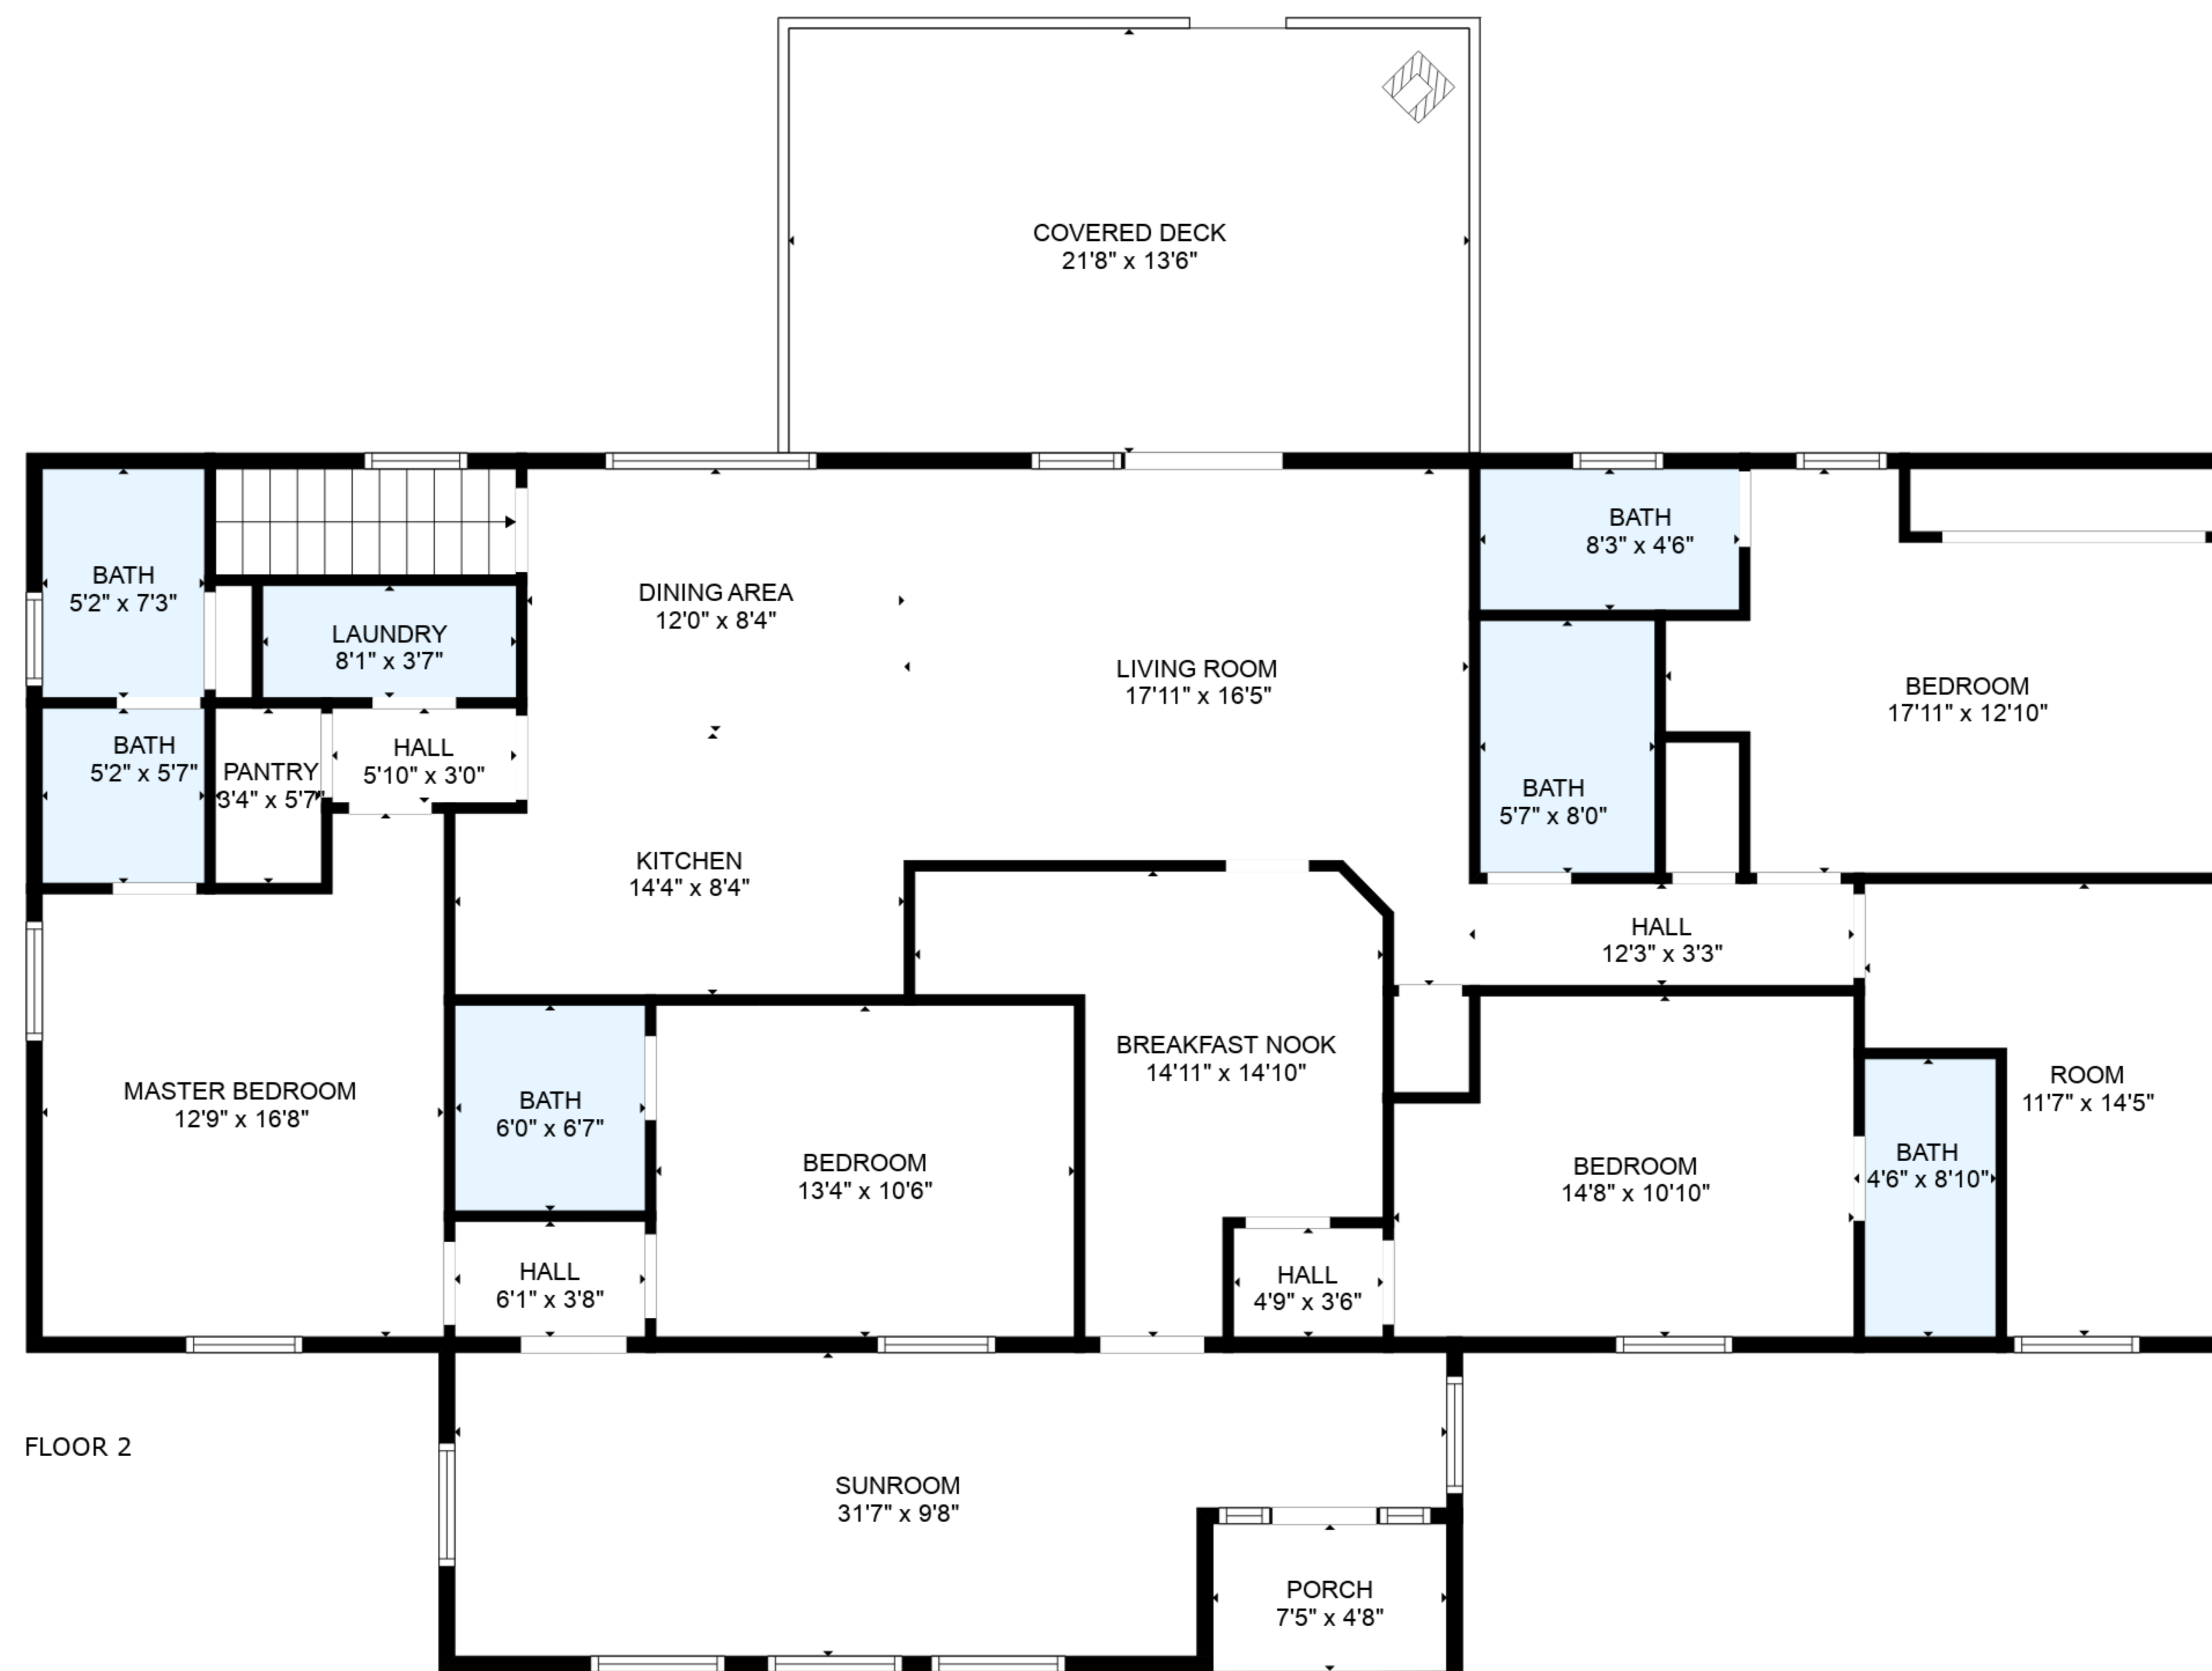 COVERED DECK
21'8" x 13'6"
BATH
8'3" x 4'6"
BATH
5'2" x 7'3"
DINING AREA
12'0" x 8'4"
LAUNDRY
8'1" x 3'7"
LIVING ROOM
17'11" x 16'5"
BEDROOM
17'11" x 12'10"
BATH
5'2" x 5'7"
PANTRY
3'4" x 5'7"
HALL
5'10" x 3'0"
BATH
5'7" x 8'0"
KITCHEN
14'4" x 8'4"
HALL
12'3" x 3'3"
BREAKFAST NOOK
14'11" x 14'10"
ROOM
11'7" x 14'5"
MASTER BEDROOM
12'9" x 16'8"
BATH
6'0" x 6'7"
BEDROOM
13'4" x 10'6"
BEDROOM
14'8" x 10'10"
BATH
4'6" x 8'10"
HALL
6'1" x 3'8"
HALL
4'9" x 3'6"
FLOOR 2
SUNROOM
31'7" x 9'8"
PORCH
7'5" x 4'8"